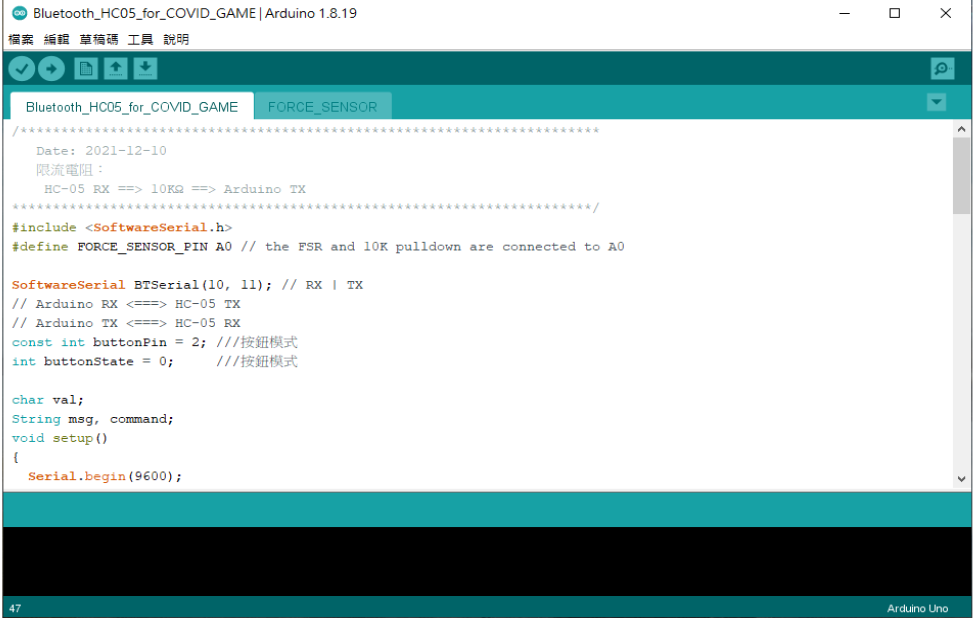 Bluetooth_HC05_for_COVID_GAME | Arduino 1.8.19
檔案 編輯 草稿碼 工具 說明
Bluetooth_HC05_for_COVID_GAME FORCE_SENSOR
/************************************************************************
Date: 2021-12-10
限流電阻：
HC-05 RX ==> 10KΩ ==> Arduino TX
************************************************************************/
#include <SoftwareSerial.h>
#define FORCE_SENSOR_PIN A0 // the FSR and 10K pulldown are connected to A0
SoftwareSerial BTSerial(10, 11); // RX | TX
// Arduino RX <===> HC-05 TX
// Arduino TX <===> HC-05 RX
const int buttonPin = 2; ///按鈕模式
int buttonState = 0; ///按鈕模式
char val;
String msg, command;
void setup()
{
Serial.begin(9600);
47 Arduino Uno